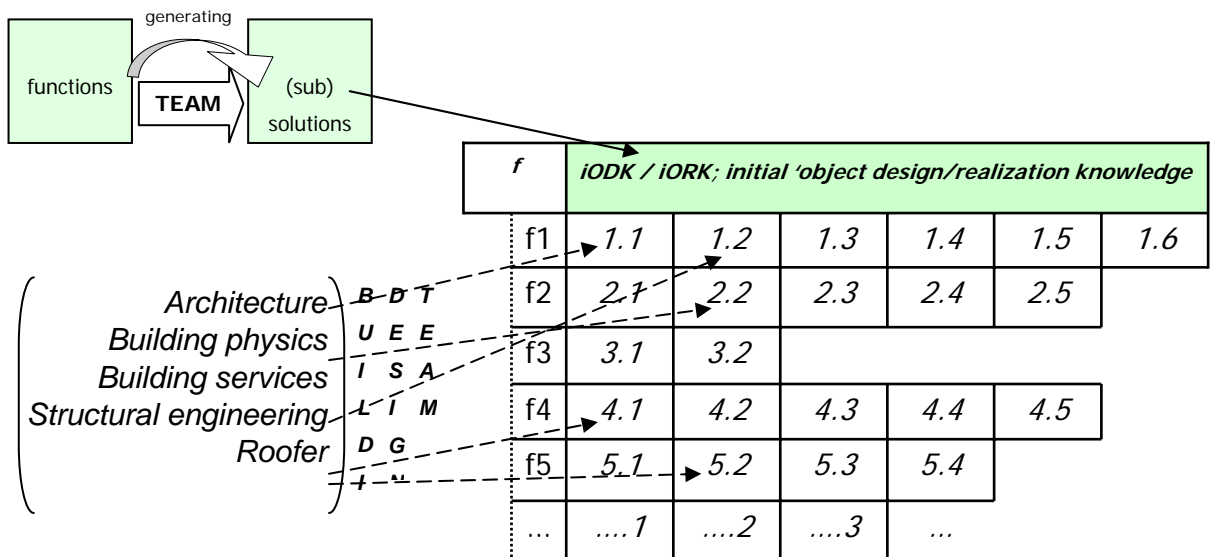 generating
functions
TEAM
(sub)
solutions
f
iODK / iORK; initial ‘object design/realization knowledge
f1 1.1 1.2 1.3 1.4 1.5 1.6
f2 2.1 2.2 2.3 2.4 2.5
f3 3.1 3.2
f4 4.1 4.2 4.3 4.4 4.5
f5 5.1 5.2 5.3 5.4
... ....1 ....2 ....3 ...
Architecture
Building physics
Building services
Structural engineering
Roofer
B D T
U E E
I S A
L I M
D G
I N